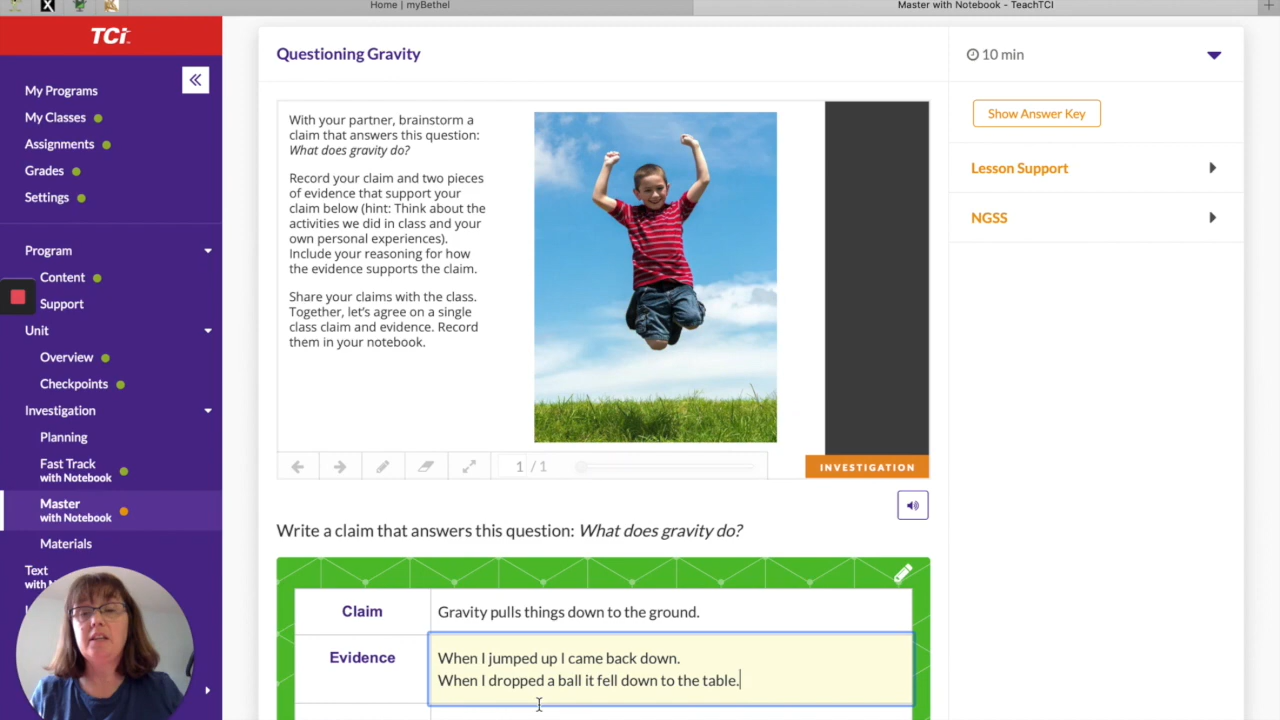 Home | myBethel
Master with Notebook - TeachTCI
TCi
My Programs
My Classes
Assignments
Grades
Settings
Program
Content
Support
Unit
Overview
Checkpoints
Investigation
Planning
Fast Track
with Notebook
Master
with Notebook
Materials
Text
Questioning Gravity
With your partner, brainstorm a
claim that answers this question:
What does gravity do?
Record your claim and two pieces
of evidence that support your
claim below (hint: Think about the
activities we did in class and your
own personal experiences).
Include your reasoning for how
the evidence supports the claim.
Share your claims with the class.
Together, let's agree on a single
class claim and evidence. Record
them in your notebook.
1 / 1
INVESTIGATION
Write a claim that answers this question: What does gravity do?
Claim
Gravity pulls things down to the ground.
Evidence
When I jumped up I came back down.
When I dropped a ball it fell down to the table.
10 min
Show Answer Key
Lesson Support
NGSS